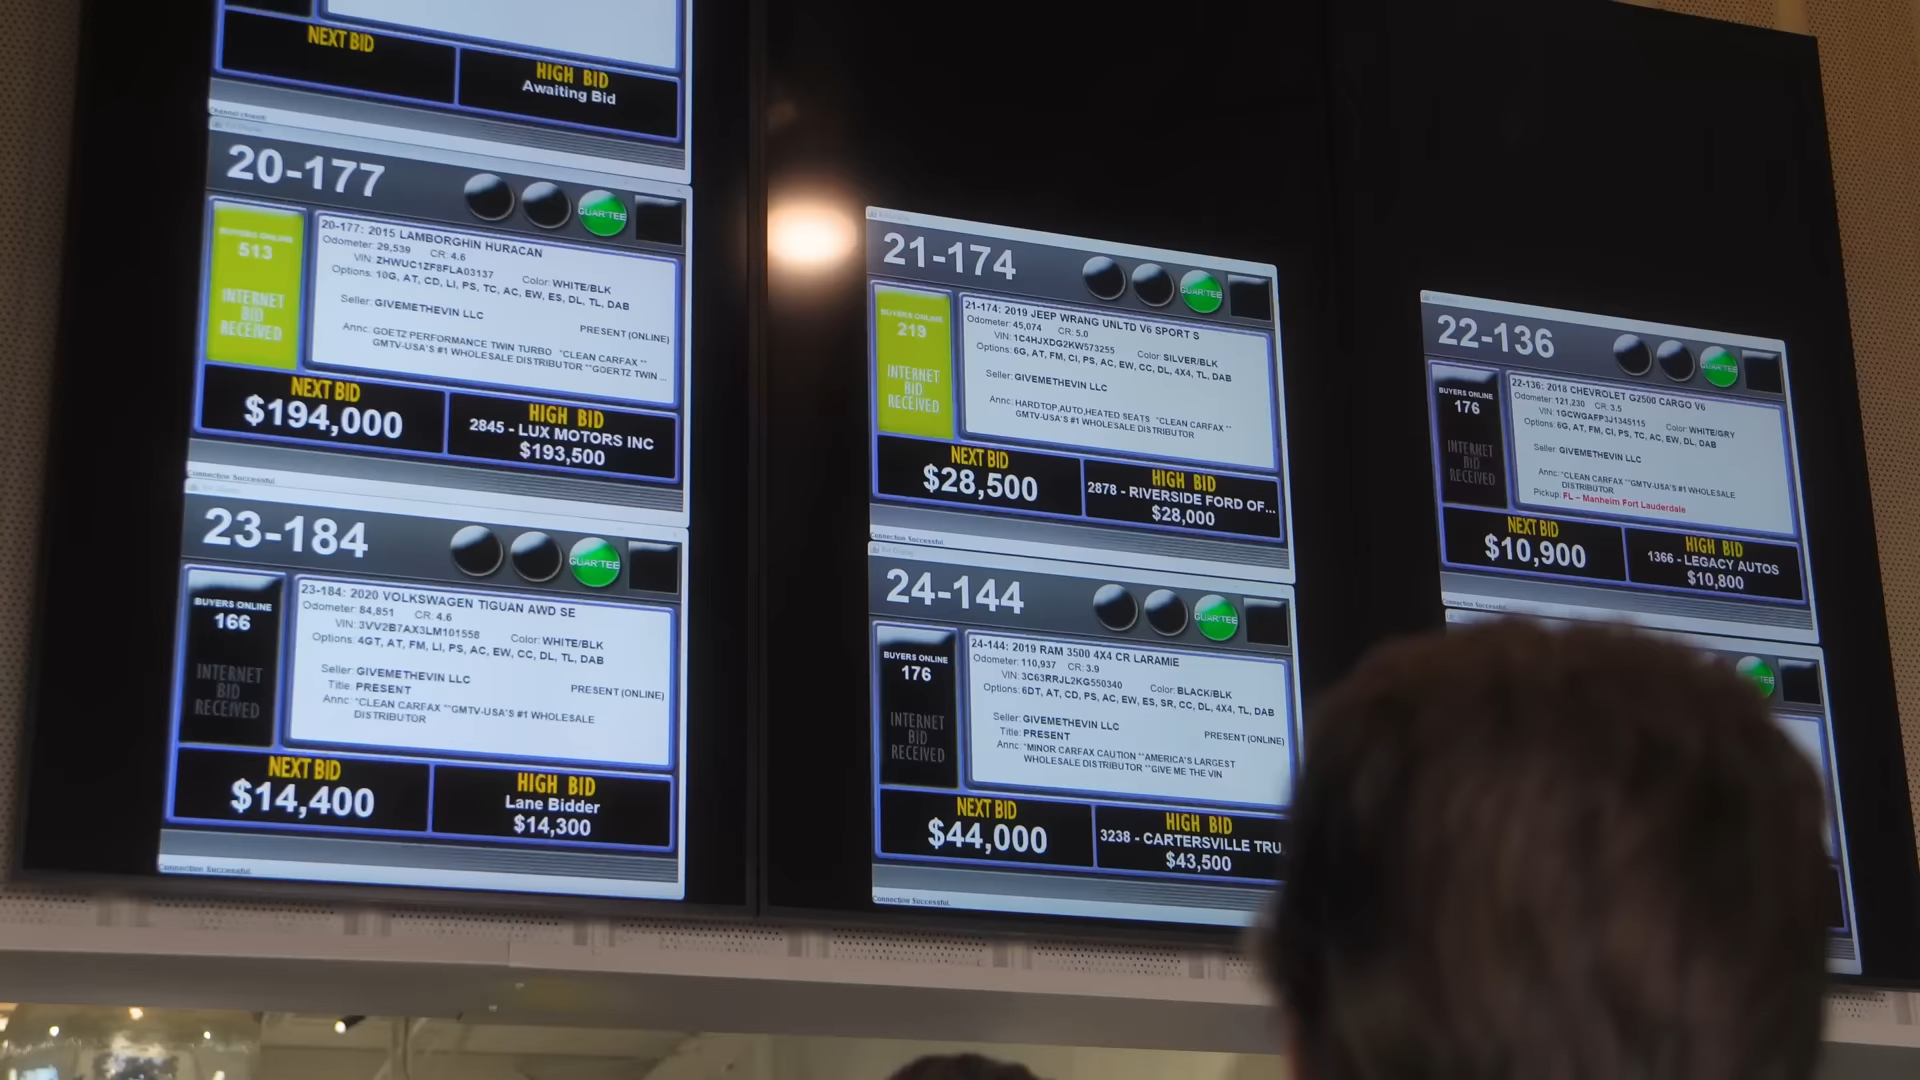 NEXT BID
HIGH BID
Awaiting Bid
20-177
GUAR'TEE
BUYERS ONLINE
513
INTERNET
BID
RECEIVED
20-177: 2015 LAMBORGHIN HURACAN
Odometer: 29,539 CR: 4.6
VIN: ZHWUC1ZF8FLA03137 Color: WHITE/BLK
Options: 10G, AT, CD, LI, PS, TC, AC, EW, ES, DL, TL, DAB
Seller: GIVEMETHEVIN LLC
PRESENT (ONLINE)
Annc: GOETZ PERFORMANCE TWIN TURBO *CLEAN CARFAX **
GMTV-USA'S #1 WHOLESALE DISTRIBUTOR **GOERTZ TWIN ...
NEXT BID
$194,000
HIGH BID
2845 - LUX MOTORS INC
$193,500
Connection Successful.
23-184
GUAR'TEE
BUYERS ONLINE
166
INTERNET
BID
RECEIVED
23-184: 2020 VOLKSWAGEN TIGUAN AWD SE
Odometer: 84,851 CR: 4.6
VIN: 3VV2B7AX3LM101558 Color: WHITE/BLK
Options: 4GT, AT, FM, LI, PS, AC, EW, CC, DL, TL, DAB
Seller: GIVEMETHEVIN LLC
Title: PRESENT
PRESENT (ONLINE)
Annc: *CLEAN CARFAX **GMTV-USA'S #1 WHOLESALE
DISTRIBUTOR
NEXT BID
$14,400
HIGH BID
Lane Bidder
$14,300
Connection Successful.
21-174
GUAR'TEE
BUYERS ONLINE
219
INTERNET
BID
RECEIVED
21-174: 2019 JEEP WRANG UNLTD V6 SPORT S
Odometer: 45,074 CR: 5.0
VIN: 1C4HJXDG2KW573255 Color: SILVER/BLK
Options: 6G, AT, FM, CI, PS, AC, EW, CC, DL, 4X4, TL, DAB
Seller: GIVEMETHEVIN LLC
Annc: HARDTOP,AUTO,HEATED SEATS *CLEAN CARFAX **
GMTV-USA'S #1 WHOLESALE DISTRIBUTOR
NEXT BID
$28,500
HIGH BID
2878 - RIVERSIDE FORD OF...
$28,000
Connection Successful.
24-144
GUAR'TEE
BUYERS ONLINE
176
INTERNET
BID
RECEIVED
24-144: 2019 RAM 3500 4X4 CR LARAMIE
Odometer: 110,937 CR: 3.9
VIN: 3C63RRJL2KG550340 Color: BLACK/BLK
Options: 6DT, AT, CD, PS, AC, EW, ES, SR, CC, DL, 4X4, TL, DAB
Seller: GIVEMETHEVIN LLC
Title: PRESENT
PRESENT (ONLINE)
Annc: *MINOR CARFAX CAUTION **AMERICA'S LARGEST
WHOLESALE DISTRIBUTOR **GIVE ME THE VIN
NEXT BID
$44,000
HIGH BID
3238 - CARTERSVILLE TRU
$43,500
Connection Successful.
22-136
GUAR'TEE
BUYERS ONLINE
176
INTERNET
BID
RECEIVED
22-136: 2018 CHEVROLET G2500 CARGO V6
Odometer: 121,230 CR: 3.5
VIN: 1GCWGAFP3J1345115 Color: WHITE/GRY
Options: 6G, AT, FM, CI, PS, TC, AC, EW, DL, DAB
Seller: GIVEMETHEVIN LLC
Annc: *CLEAN CARFAX **GMTV-USA'S #1 WHOLESALE
DISTRIBUTOR
Pickup: FL – Manheim Fort Lauderdale
NEXT BID
$10,900
HIGH BID
1366 - LEGACY AUTOS
$10,800
Connection Successful.